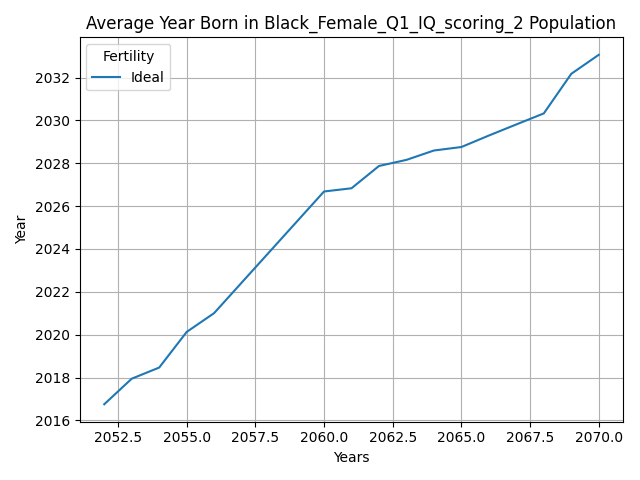 Average Year Born in Black_Female_Q1_IQ_scoring_2 Population
Fertility
Ideal
2032
2030
2028
2026
2024
2022
2020
2018
2016
Year
2052.5 2055.0 2057.5 2060.0 2062.5 2065.0 2067.5 2070.0
Years